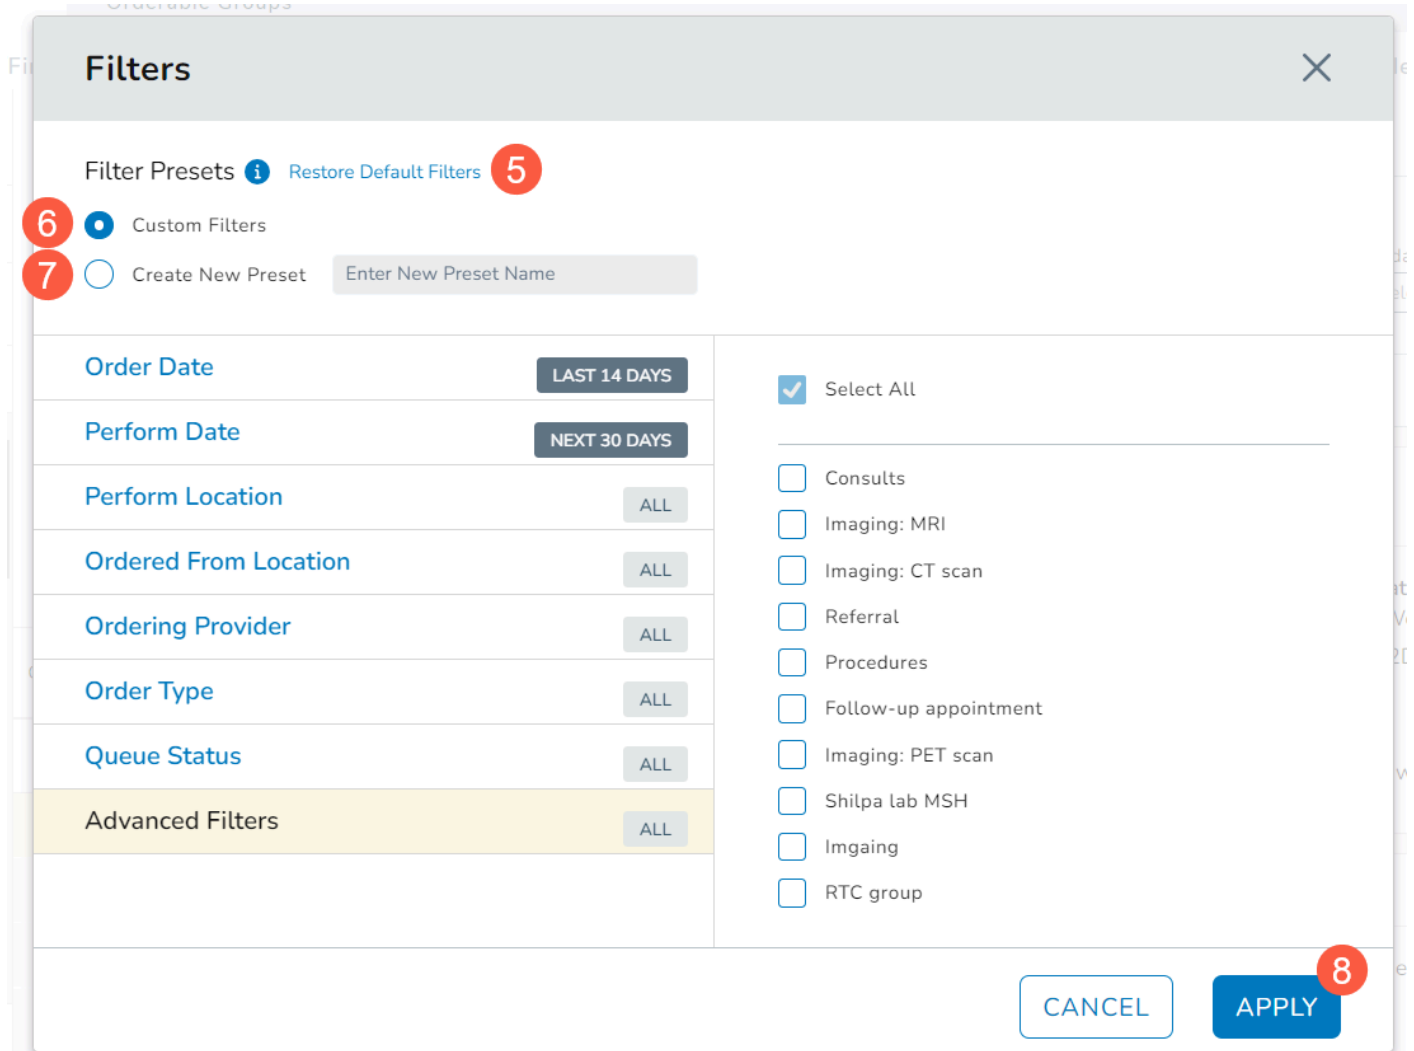 Orderable Groups
Filters
Filter Presets i Restore Default Filters 5
6 Custom Filters
7 Create New Preset Enter New Preset Name
Order Date LAST 14 DAYS
Perform Date NEXT 30 DAYS
Perform Location ALL
Ordered From Location ALL
Ordering Provider ALL
Order Type ALL
Queue Status ALL
Advanced Filters ALL
Select All
Consults
Imaging: MRI
Imaging: CT scan
Referral
Procedures
Follow-up appointment
Imaging: PET scan
Shilpa lab MSH
Imgaing
RTC group
8
CANCEL APPLY